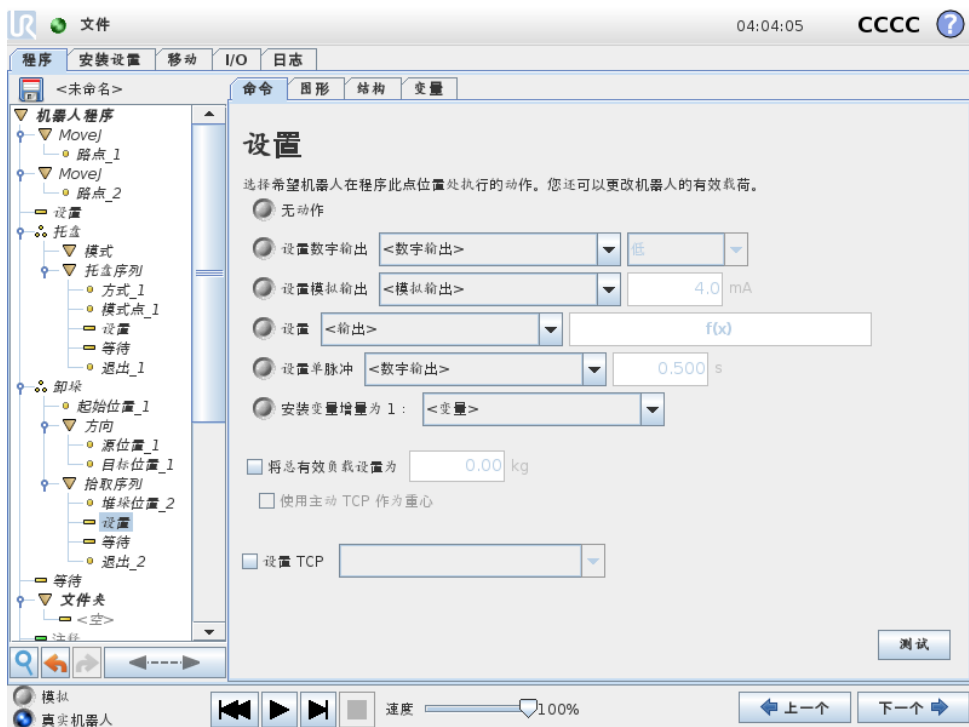 UR 文件 04:04:05 CCCC ?
程序 安装设置 移动 I/O 日志
<未命名>
命令 图形 结构 变量
机器人程序
MoveJ
路点_1
MoveJ
路点_2
设置
托盘
模式
托盘序列
方式_1
模式点_1
设置
等待
退出_1
卸垛
起始位置_1
方向
源位置_1
目标位置_1
拾取序列
堆垛位置_2
设置
等待
退出_2
等待
文件夹
<空>
注释
设置
选择希望机器人在程序此点位置处执行的动作。您还可以更改机器人的有效载荷。
无动作
设置数字输出 <数字输出> 低
设置模拟输出 <模拟输出> 4.0 mA
设置 <输出> f(x)
设置单脉冲 <数字输出> 0.500 s
安装变量增量为 1： <变量>
将总有效负载设置为 0.00 kg
使用主动 TCP 作为重心
设置 TCP
测试
模拟
真实机器人
速度 100%
上一个 下一个